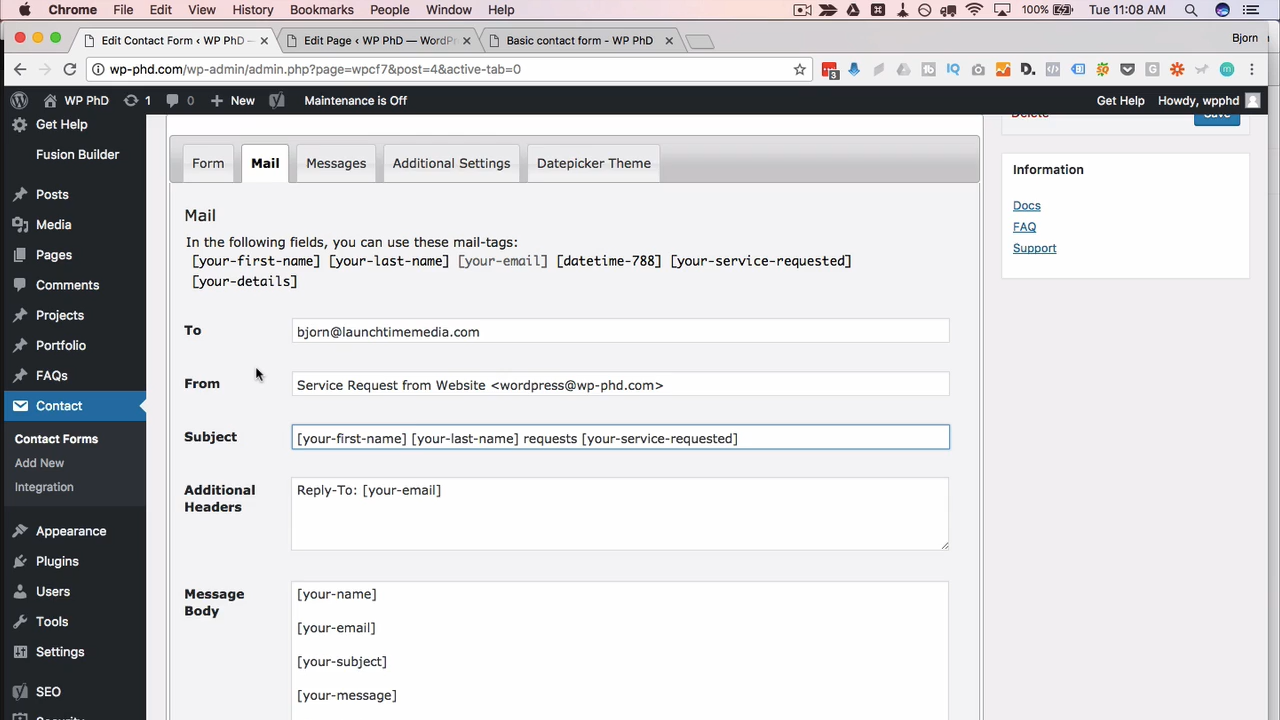 Chrome File Edit View History Bookmarks People Window Help 100% Tue 11:08 AM
Edit Contact Form ‹ WP PhD — Edit Page ‹ WP PhD — WordPr Basic contact form - WP PhD Bjorn
wp-phd.com/wp-admin/admin.php?page=wpcf7&post=4&active-tab=0 3
WP PhD 1 0 New Maintenance is Off Get Help Howdy, wpphd
Get Help
Fusion Builder
Posts
Media
Pages
Comments
Projects
Portfolio
FAQs
Contact
Contact Forms
Add New
Integration
Appearance
Plugins
Users
Tools
Settings
SEO
Security
Form Mail Messages Additional Settings Datepicker Theme
Mail
In the following fields, you can use these mail-tags:
[your-first-name] [your-last-name] [your-email] [datetime-788] [your-service-requested]
[your-details]
To bjorn@launchtimemedia.com
From Service Request from Website <wordpress@wp-phd.com>
Subject [your-first-name] [your-last-name] requests [your-service-requested]
Additional Headers Reply-To: [your-email]
Message Body [your-name]
[your-email]
[your-subject]
[your-message]
Delete Save
Information
Docs
FAQ
Support